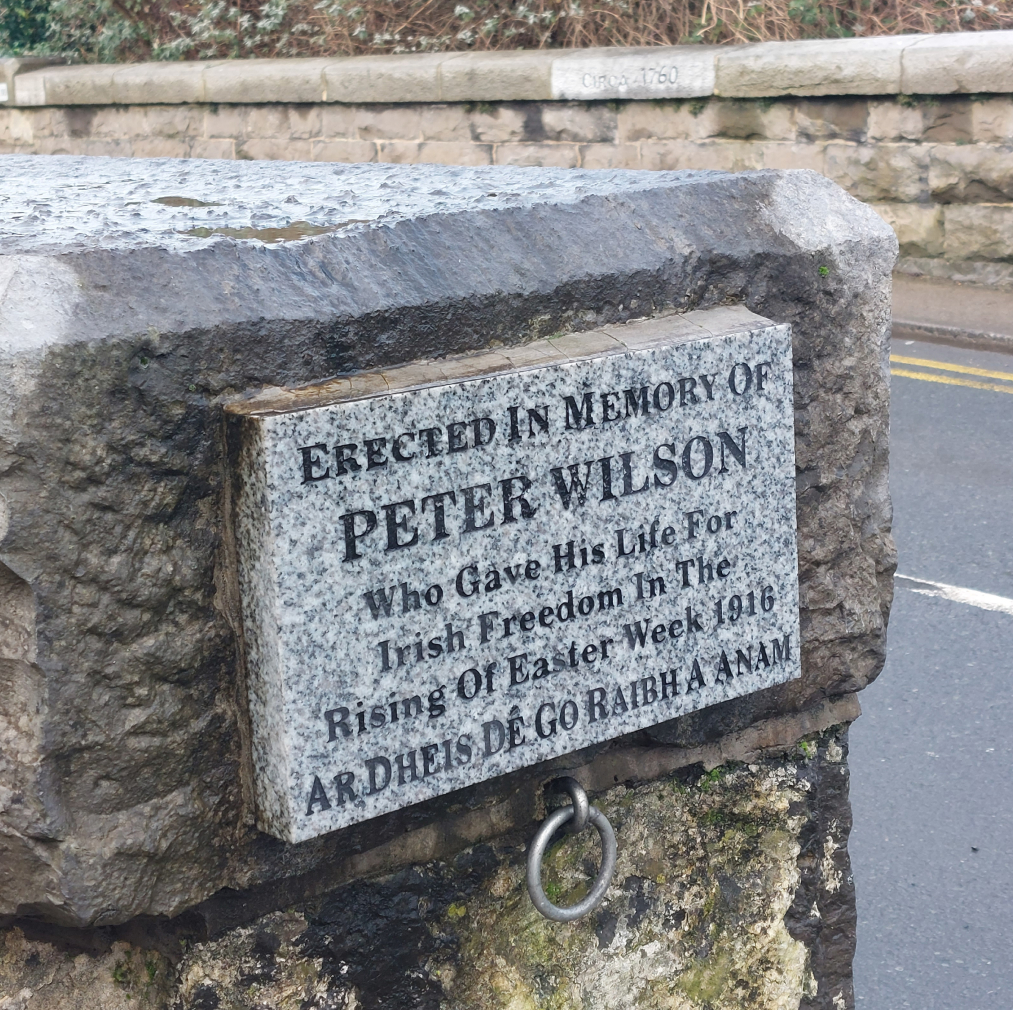 CIRCA 1760
ERECTED IN MEMORY OF
PETER WILSON
Who Gave His Life For
Irish Freedom In The
Rising Of Easter Week 1916
AR DHEIS DÉ GO RAIBH A ANAM